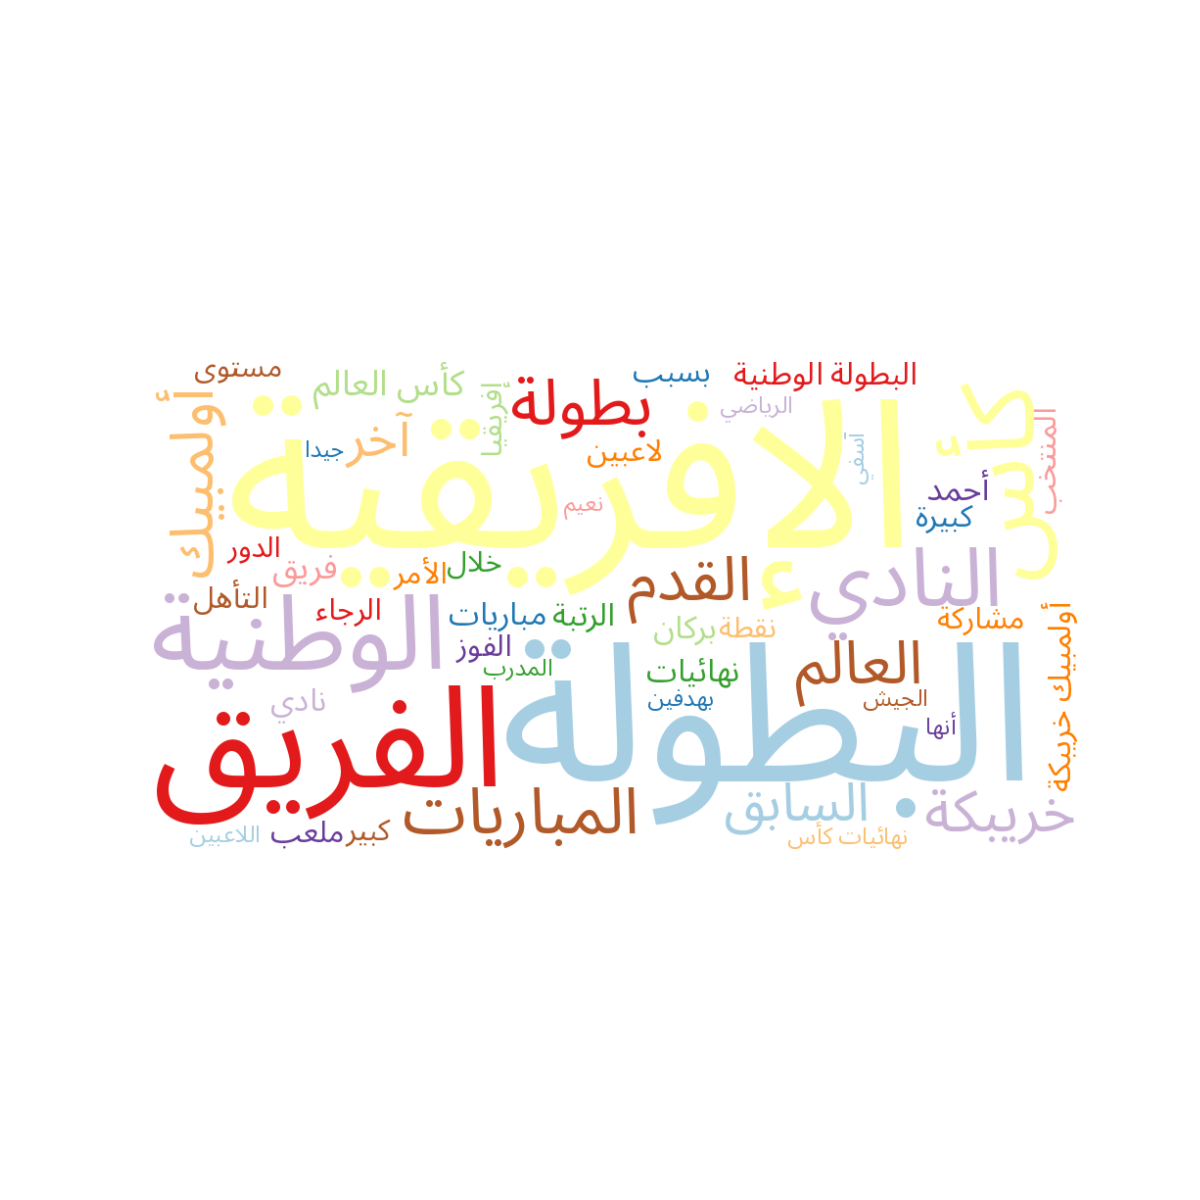 البطولة الوطنية
بسبب
كأس العالم
مستوى
إفريقيا
بطولة
الرياضي
كأس
أولمبيك
آخر
جيدا
لاعبين
آسفي
المنتخب
الإفريقية
أحمد
كبيرة
نعيم
الدور
فريق
الأمر
خلال
القدم
النادي
التأهل
الرجاء
مباريات
الرتبة
مشاركة
أولمبيك خريبكة
الوطنية
الفوز
بركان
نقطة
المدرب
نهائيات
العالم
بهدفين
الجيش
نادي
أنها
البطولة
الفريق
المباريات
السابق
خريبكة
اللاعبين
ملعب
كبير
نهائيات كأس